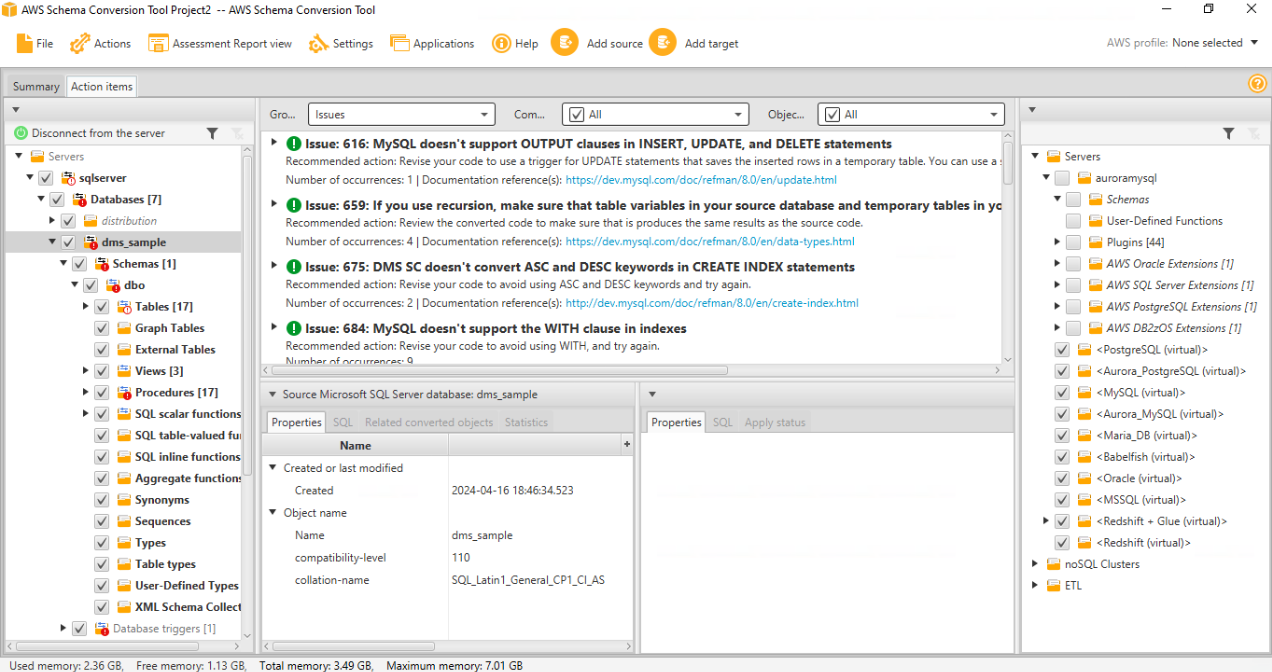 AWS Schema Conversion Tool Project2 -- AWS Schema Conversion Tool
File Actions Assessment Report view Settings Applications Help Add source Add target AWS profile: None selected
Summary Action items
Disconnect from the server
Servers
sqlserver
Databases [7]
distribution
dms_sample
Schemas [1]
dbo
Tables [17]
Graph Tables
External Tables
Views [3]
Procedures [17]
SQL scalar functions
SQL table-valued fu
SQL inline functions
Aggregate functions
Synonyms
Sequences
Types
Table types
User-Defined Types
XML Schema Collect
Database triggers [1]
Gro... Issues Com... All Objec... All
Issue: 616: MySQL doesn't support OUTPUT clauses in INSERT, UPDATE, and DELETE statements
Recommended action: Revise your code to use a trigger for UPDATE statements that saves the inserted rows in a temporary table. You can use a s
Number of occurrences: 1 | Documentation reference(s): https://dev.mysql.com/doc/refman/8.0/en/update.html
Issue: 659: If you use recursion, make sure that table variables in your source database and temporary tables in yo
Recommended action: Review the converted code to make sure that is produces the same results as the source code.
Number of occurrences: 4 | Documentation reference(s): https://dev.mysql.com/doc/refman/8.0/en/data-types.html
Issue: 675: DMS SC doesn't convert ASC and DESC keywords in CREATE INDEX statements
Recommended action: Revise your code to avoid using ASC and DESC keywords and try again.
Number of occurrences: 2 | Documentation reference(s): http://dev.mysql.com/doc/refman/8.0/en/create-index.html
Issue: 684: MySQL doesn't support the WITH clause in indexes
Recommended action: Revise your code to avoid using WITH, and try again.
Number of occurrences: 9
Source Microsoft SQL Server database: dms_sample
Properties SQL Related converted objects Statistics
Name +
Created or last modified
Created 2024-04-16 18:46:34.523
Object name
Name dms_sample
compatibility-level 110
collation-name SQL_Latin1_General_CP1_CI_AS
Properties SQL Apply status
Servers
auroramysql
Schemas
User-Defined Functions
Plugins [44]
AWS Oracle Extensions [1]
AWS SQL Server Extensions [1]
AWS PostgreSQL Extensions [1]
AWS DB2zOS Extensions [1]
<PostgreSQL (virtual)>
<Aurora_PostgreSQL (virtual)>
<MySQL (virtual)>
<Aurora_MySQL (virtual)>
<Maria_DB (virtual)>
<Babelfish (virtual)>
<Oracle (virtual)>
<MSSQL (virtual)>
<Redshift + Glue (virtual)>
<Redshift (virtual)>
noSQL Clusters
ETL
Used memory: 2.36 GB, Free memory: 1.13 GB, Total memory: 3.49 GB, Maximum memory: 7.01 GB